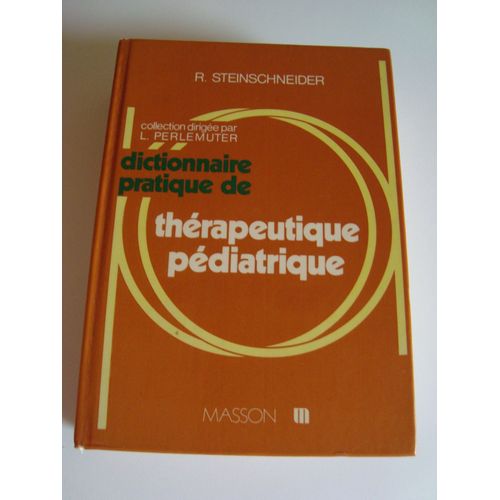 R. STEINSCHNEIDER
collection dirigée par
L. PERLEMUTER
dictionnaire
pratique de
thérapeutique
pédiatrique
MASSON m